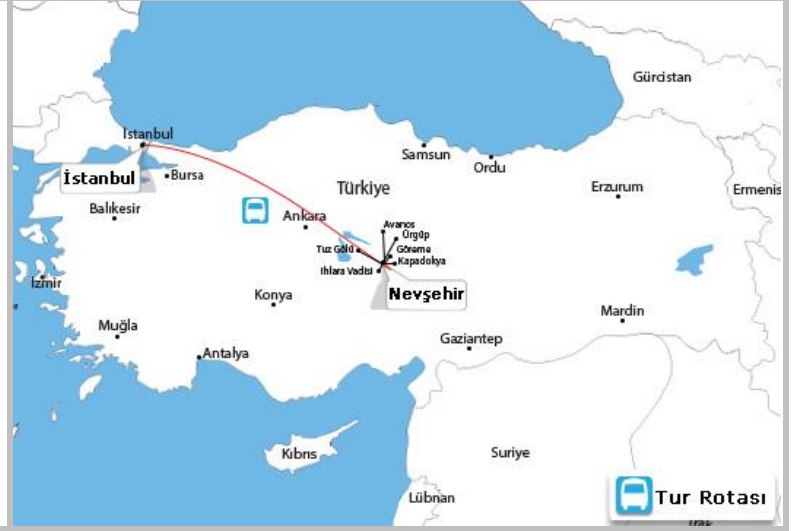 Gürcistan
İstanbul
Samsun
Ordu
İstanbul
Bursa
Türkiye
Erzurum
Ermenis
Balıkesir
Ankara
Avanos
Ürgüp
Tuz Gölü
Göreme
Kapadokya
Ihlara Vadisi
İzmir
Konya
Nevşehir
Mardin
Muğla
Gaziantep
Antalya
Kıbrıs
Suriye
Lübnan
Tur Rotası
Irak